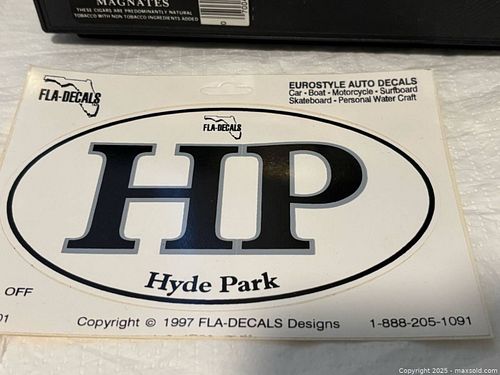 MAGNATES
THESE CIGARS ARE PREDOMINANTLY NATURAL
TOBACCO WITH NON TOBACCO INGREDIENTS ADDED
FLA-DECALS
EUROSTYLE AUTO DECALS
Car - Boat - Motorcycle - Surfboard
Skateboard - Personal Water Craft
FLA-DECALS
HP
Hyde Park
OFF
01
Copyright © 1997 FLA-DECALS Designs
1-888-205-1091
Copyright © 2025 - maxsold.com